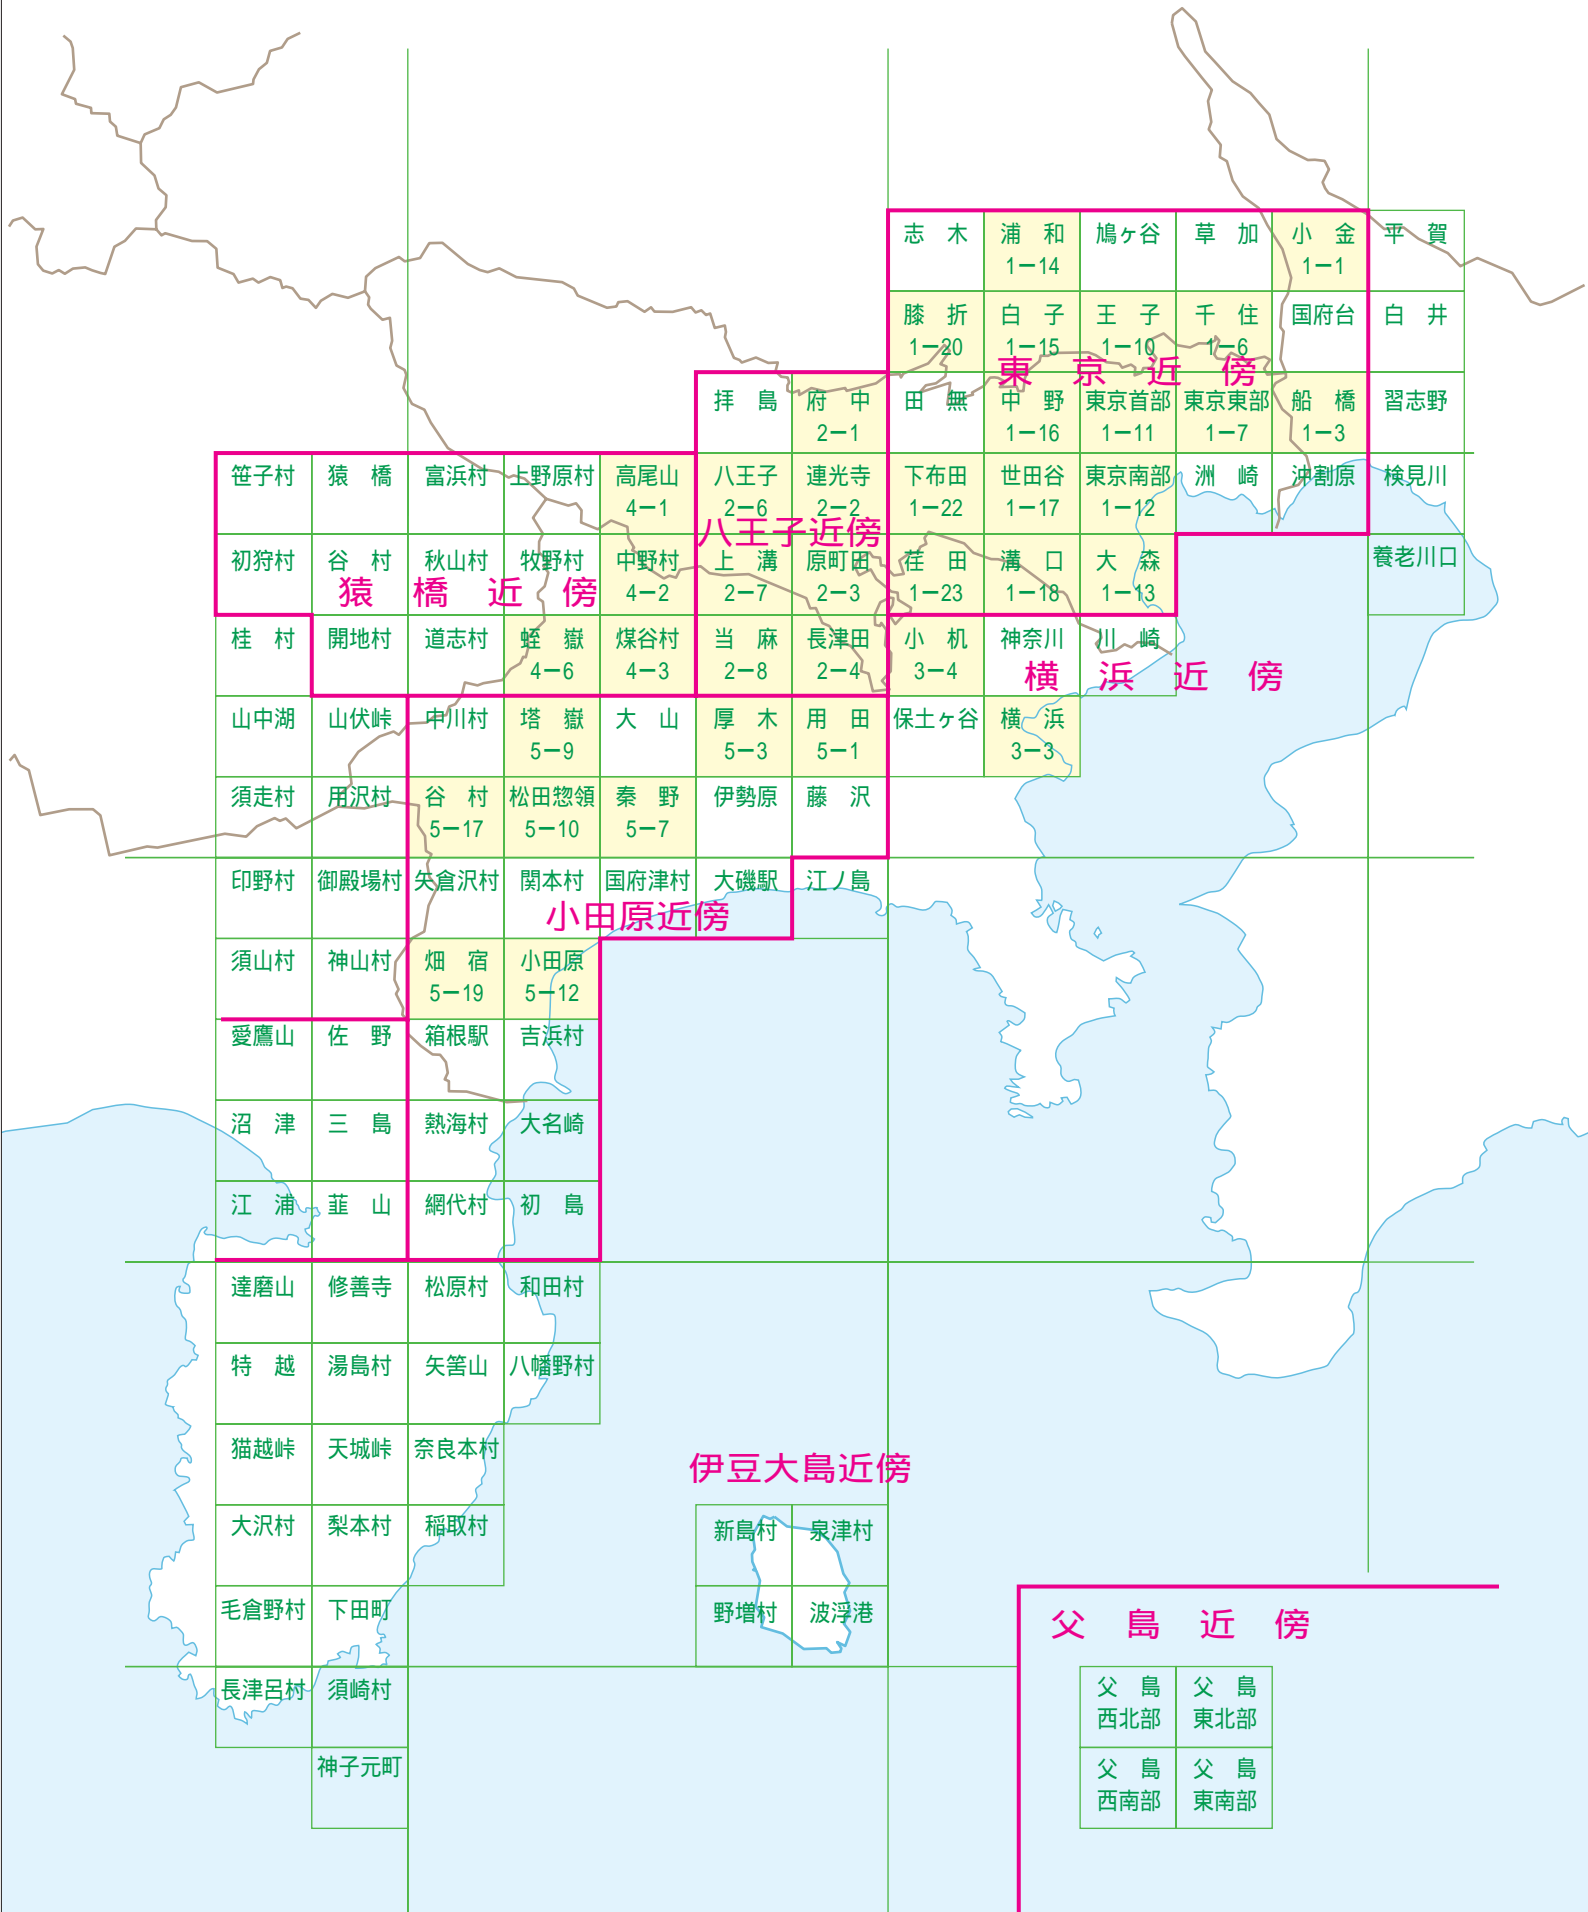 志　木
浦　和
1－14
鳩ヶ谷
草　加
小　金
1－1
平　賀
膝　折
1－20
白　子
1－15
王　子
1－10
千　住
1－6
国府台
白　井
東　京　近　傍
拝　島
府　中
2－1
田　無
中　野
1－16
東京首部
1－11
東京東部
1－7
船　橋
1－3
習志野
笹子村
猿　橋
富浜村
上野原村
高尾山
4－1
八王子
2－6
連光寺
2－2
下布田
1－22
世田谷
1－17
東京南部
1－12
洲　崎
沖割原
検見川
八王子近傍
初狩村
谷　村
秋山村
牧野村
中野村
4－2
上　溝
2－7
原町田
2－3
荏　田
1－23
溝　口
1－18
大　森
1－13
養老川口
猿　橋　近　傍
桂　村
開地村
道志村
蛭　嶽
4－6
煤谷村
4－3
当　麻
2－8
長津田
2－4
小　机
3－4
神奈川
川　崎
横　浜　近　傍
山中湖
山伏峠
中川村
塔　嶽
5－9
大　山
厚　木
5－3
用　田
5－1
保土ヶ谷
横　浜
3－3
須走村
用沢村
谷　村
5－17
松田惣領
5－10
秦　野
5－7
伊勢原
藤　沢
印野村
御殿場村
矢倉沢村
関本村
国府津村
大磯駅
江ノ島
小田原近傍
須山村
神山村
畑　宿
5－19
小田原
5－12
愛鷹山
佐　野
箱根駅
吉浜村
沼　津
三　島
熱海村
大名崎
江　浦
韮　山
網代村
初　島
達磨山
修善寺
松原村
和田村
特　越
湯島村
矢筈山
八幡野村
猫越峠
天城峠
奈良本村
伊豆大島近傍
大沢村
梨本村
稲取村
新島村
泉津村
毛倉野村
下田町
野増村
波浮港
父　島　近　傍
長津呂村
須崎村
父　島
西北部
父　島
東北部
神子元町
父　島
西南部
父　島
東南部